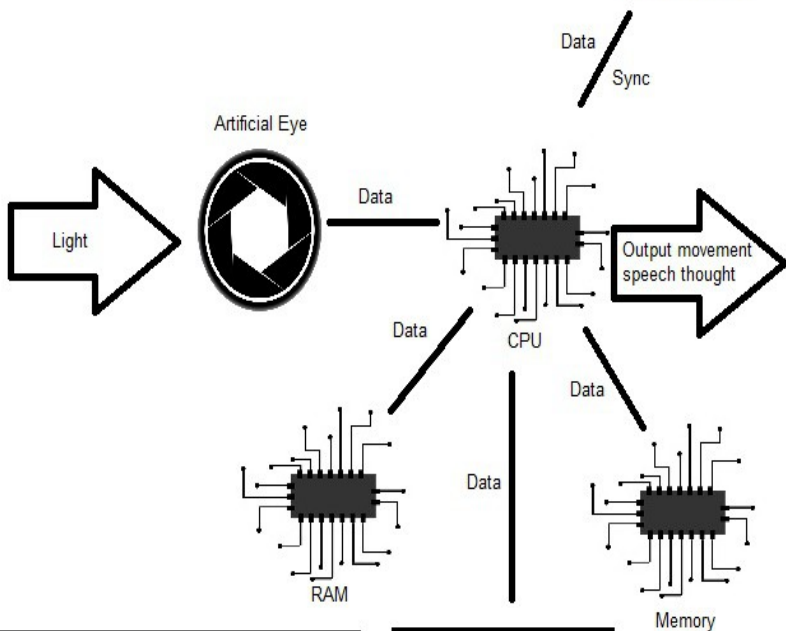 Data
Sync
Artificial Eye
Data
Light
Output movement
speech thought
CPU
Data
Data
Data
RAM
Memory